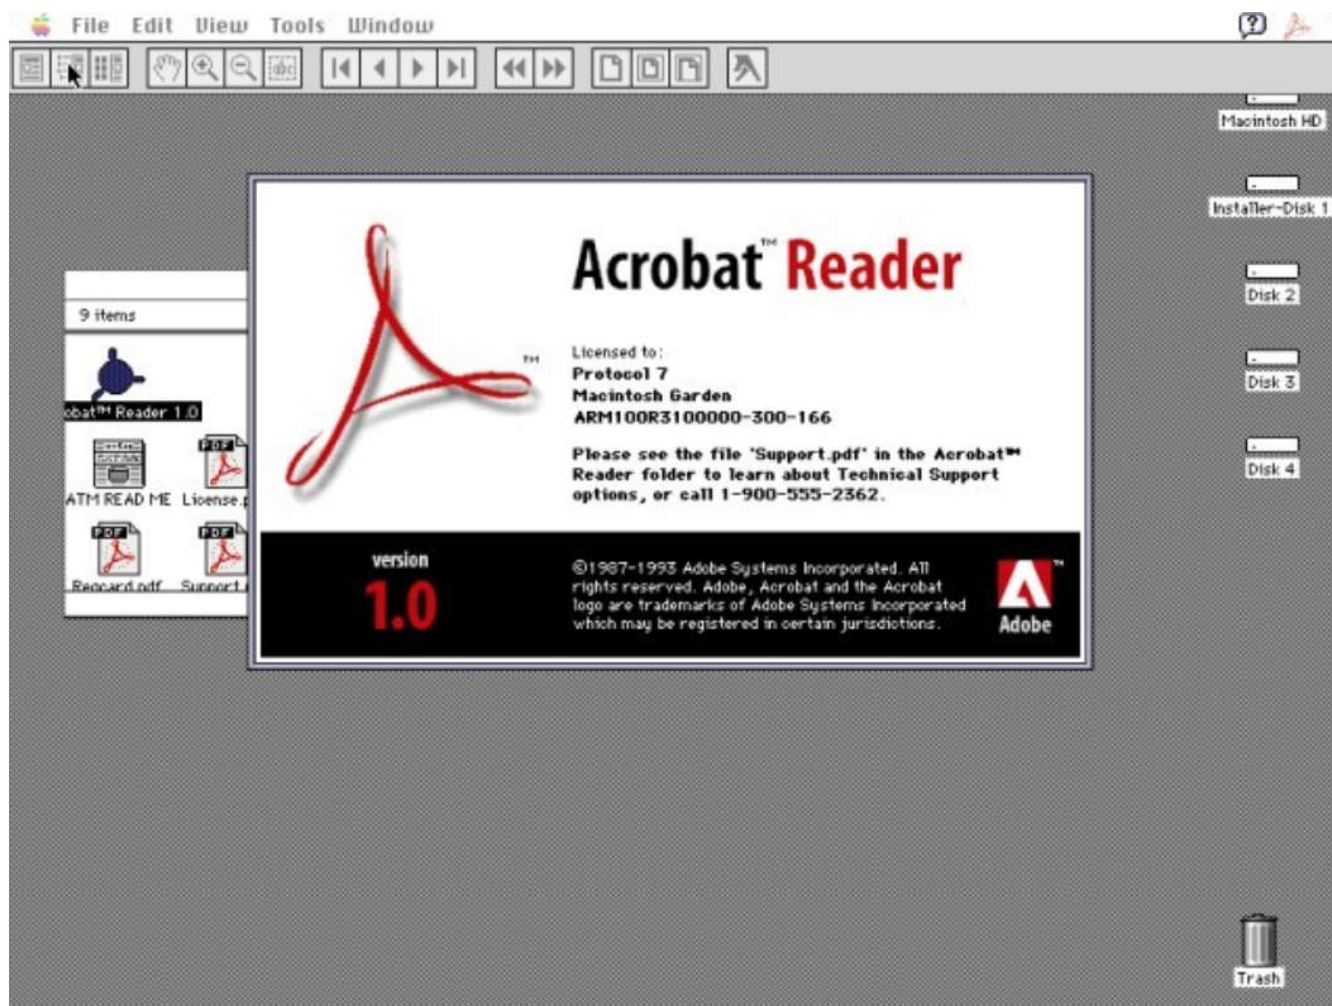 File Edit View Tools Window
abc
Macintosh HD
Installer-Disk 1
Disk 2
Disk 3
Disk 4
9 items
obat™ Reader 1.0
ATM READ ME
PDF
License.p
PDF
Regcard.pdf
PDF
Support.
Acrobat™ Reader
TM
Licensed to:
Protocol 7
Macintosh Garden
ARM100R3100000-300-166
Please see the file 'Support.pdf' in the Acrobat™
Reader folder to learn about Technical Support
options, or call 1-900-555-2362.
version
1.0
©1987-1993 Adobe Systems Incorporated. All
rights reserved. Adobe, Acrobat and the Acrobat
logo are trademarks of Adobe Systems Incorporated
which may be registered in certain jurisdictions.
TM
Adobe
Trash